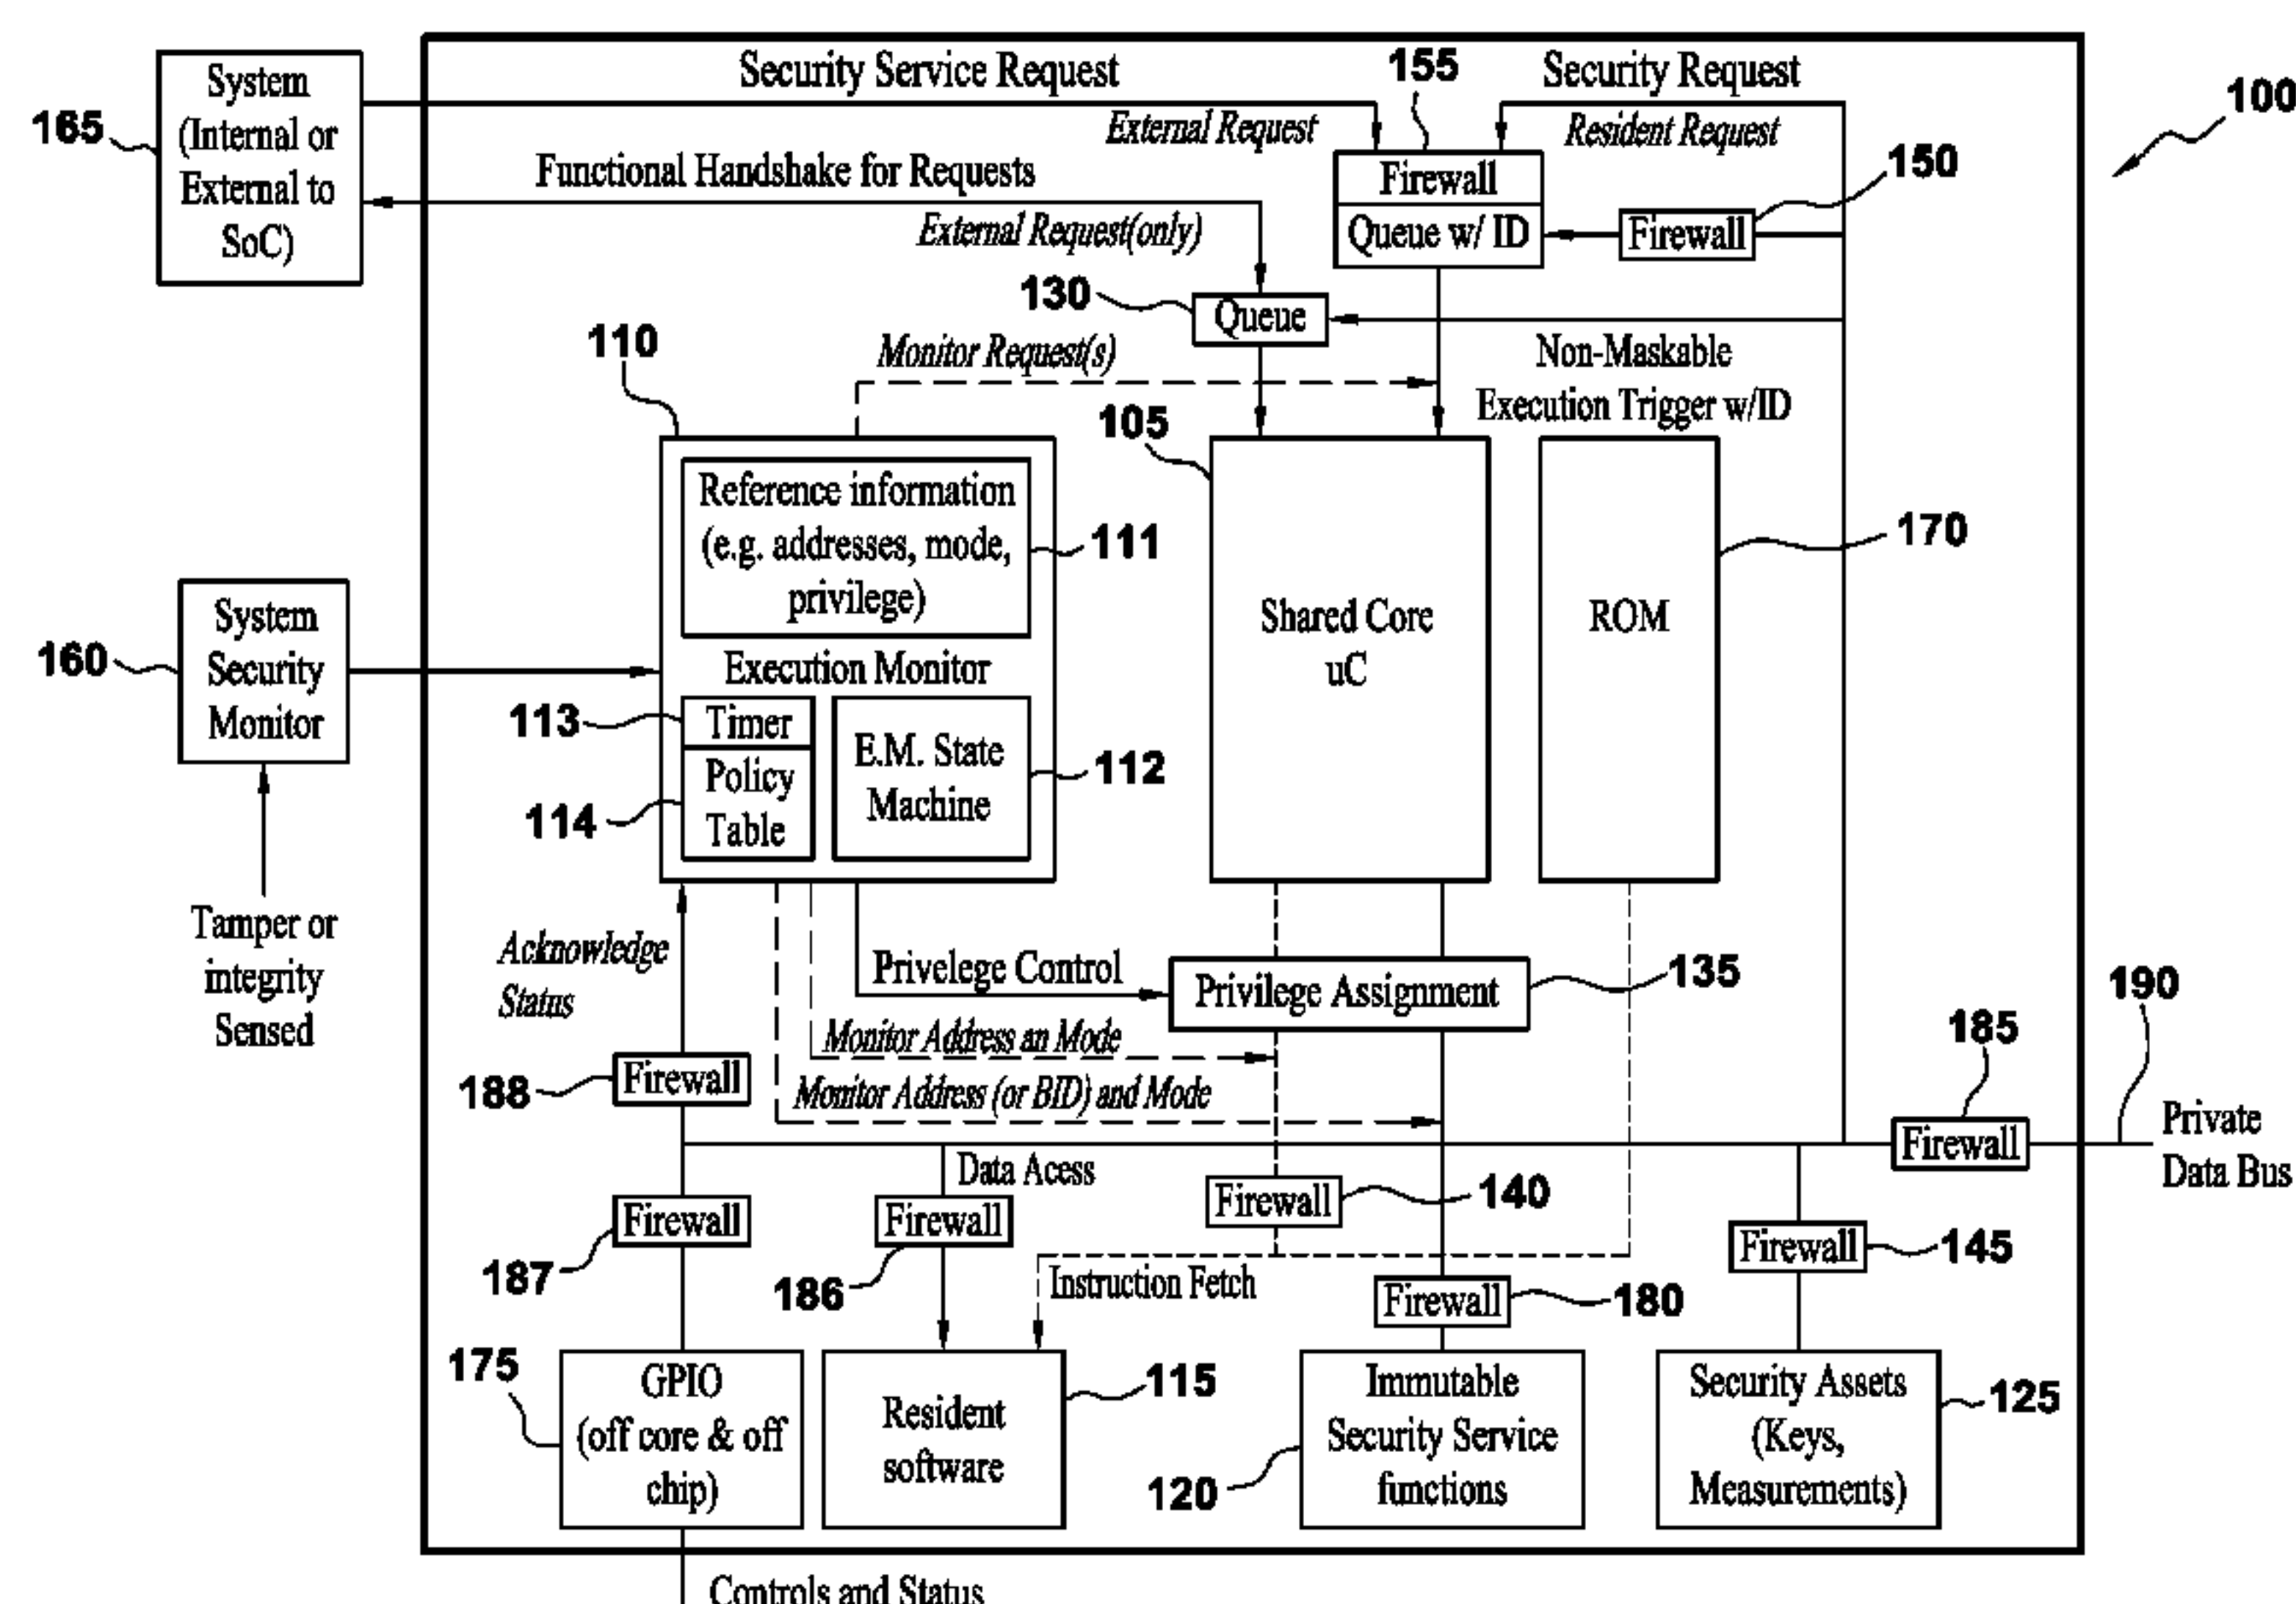 Security Service Request
155
Security Request
100
System
(Internal or
External to
SoC)
165
External Request
Resident Request
150
Functional Handshake for Requests
External Request(only)
Firewall
Queue w/ ID
Firewall
130
Queue
110
Monitor Request(s)
Non-Maskable
Execution Trigger w/ID
105
Reference information
(e.g. addresses, mode,
privilege)
111
Shared Core
uC
ROM
170
System
Security
Monitor
160
Execution Monitor
113
Timer
Policy
Table
114
E.M. State
Machine
112
Tamper or
integrity
Sensed
Acknowledge
Status
Privelege Control
Privilege Assignment
135
190
185
Monitor Address an Mode
Monitor Address (or BID) and Mode
188
Firewall
Firewall
Private
Data Bus
Data Acess
Firewall
187
Firewall
186
Firewall
140
Firewall
145
Instruction Fetch
Firewall
180
175
GPIO
(off core & off
chip)
Resident
software
115
Immutable
Security Service
functions
120
Security Assets
(Keys,
Measurements)
125
Controls and Status